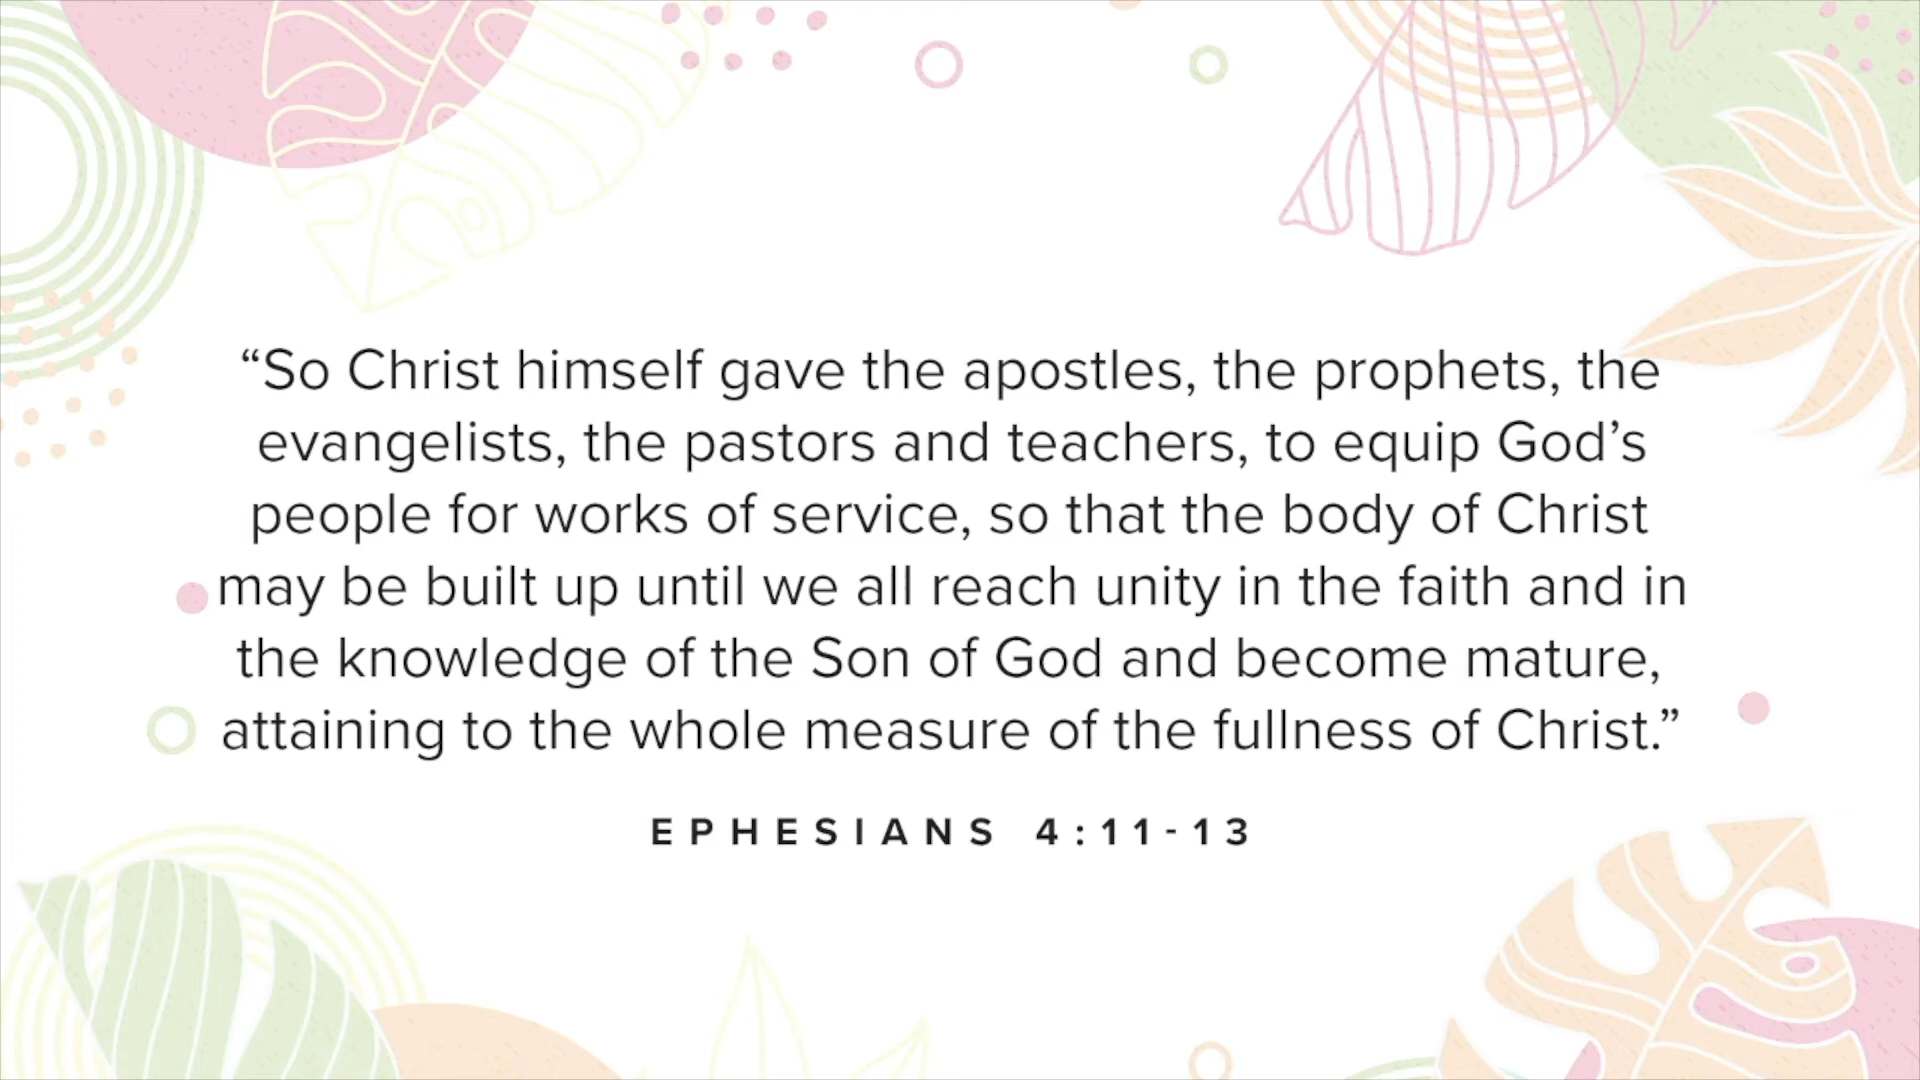 “So Christ himself gave the apostles, the prophets, the
evangelists, the pastors and teachers, to equip God’s
people for works of service, so that the body of Christ
may be built up until we all reach unity in the faith and in
the knowledge of the Son of God and become mature,
attaining to the whole measure of the fullness of Christ.”
EPHESIANS 4:11-13